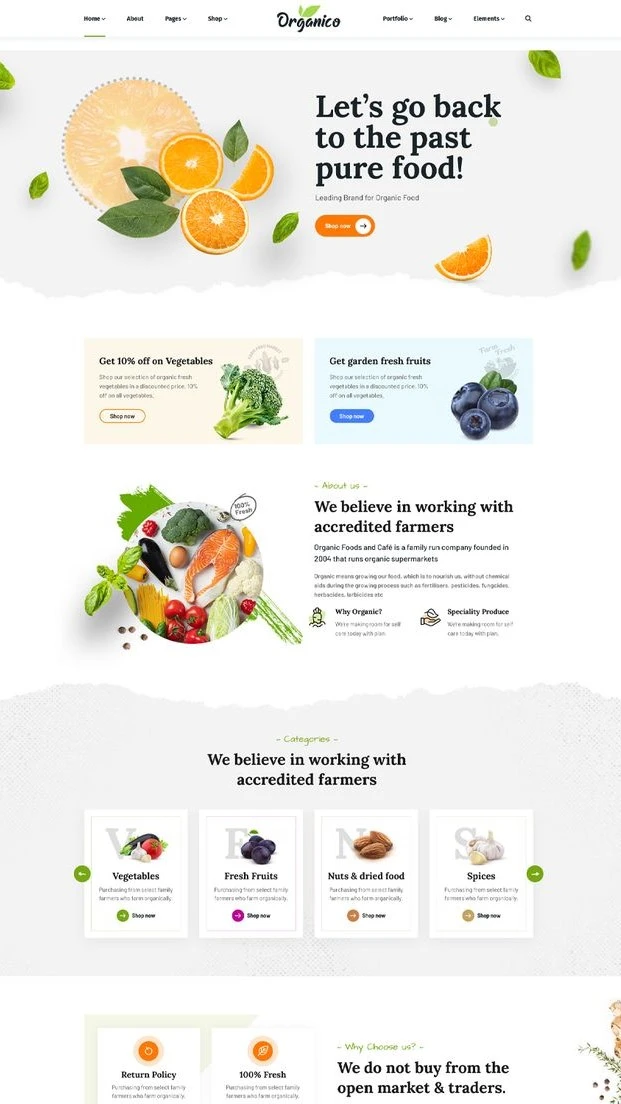 Home
About
Pages
Shop
Organico
Portfolio
Blog
Elements
Let's go back
to the past
pure food!
Leading Brand for Organic Food
Shop now
Get 10% off on Vegetables
Shop our selection of organic fresh
vegetables in a discounted price. 10%
off on all vegetables.
Shop now
Get garden fresh fruits
Shop our selection of organic fresh
vegetables in a discounted price. 10%
off on all vegetables.
Shop now
Farm
Fresh
100%
Fresh
~ About us ~
We believe in working with
accredited farmers
Organic Foods and Café is a family run company founded in
2004 that runs organic supermarkets
Organic means growing our food, which is to nourish us, without chemical
aids during the growing process such as fertilisers, pesticides, fungicides,
herbacides, larbicides etc
Why Organic?
We're making room for self
care today with plan.
Speciality Produce
We're making room for self
care today with plan.
~ Categories ~
We believe in working with
accredited farmers
V
Vegetables
Purchasing from select family
farmers who farm organically.
Shop now
F
Fresh Fruits
Purchasing from select family
farmers who farm organically.
Shop now
N
Nuts & dried food
Purchasing from select family
farmers who farm organically.
Shop now
S
Spices
Purchasing from select family
farmers who farm organically.
Shop now
Return Policy
Purchasing from select family
farmers who farm organically.
100% Fresh
Purchasing from select family
farmers who farm organically.
~ Why Choose us? ~
We do not buy from the
open market & traders.